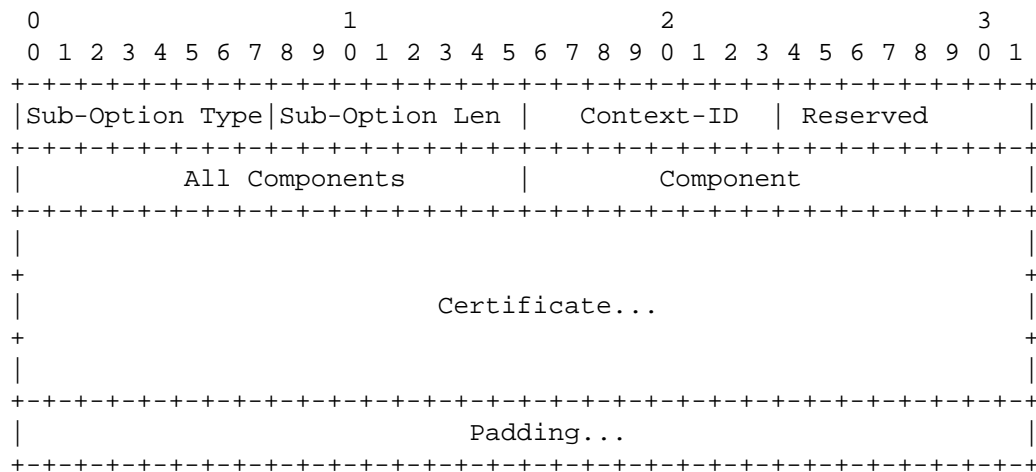 0                   1                   2                   3
 0 1 2 3 4 5 6 7 8 9 0 1 2 3 4 5 6 7 8 9 0 1 2 3 4 5 6 7 8 9 0 1
+-+-+-+-+-+-+-+-+-+-+-+-+-+-+-+-+-+-+-+-+-+-+-+-+-+-+-+-+-+-+-+-+
|Sub-Option Type|Sub-Option Len |   Context-ID  | Reserved      |
+-+-+-+-+-+-+-+-+-+-+-+-+-+-+-+-+-+-+-+-+-+-+-+-+-+-+-+-+-+-+-+-+
|          All Components       |        Component              |
+-+-+-+-+-+-+-+-+-+-+-+-+-+-+-+-+-+-+-+-+-+-+-+-+-+-+-+-+-+-+-+-+
|                                                               |
+                                                               +
|                          Certificate...                       |
+                                                               +
|                                                               |
+-+-+-+-+-+-+-+-+-+-+-+-+-+-+-+-+-+-+-+-+-+-+-+-+-+-+-+-+-+-+-+-+
|                            Padding...                         |
+-+-+-+-+-+-+-+-+-+-+-+-+-+-+-+-+-+-+-+-+-+-+-+-+-+-+-+-+-+-+-+-+